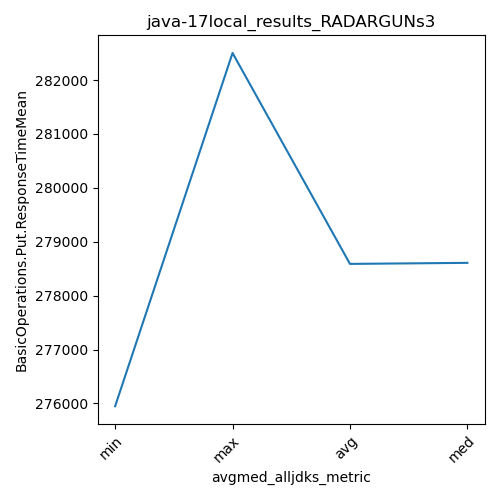 java-17local_results_RADARGUNs3
BasicOperations.Put.ResponseTimeMean
282000
281000
280000
279000
278000
277000
276000
min
max
avg
med
avgmed_alljdks_metric